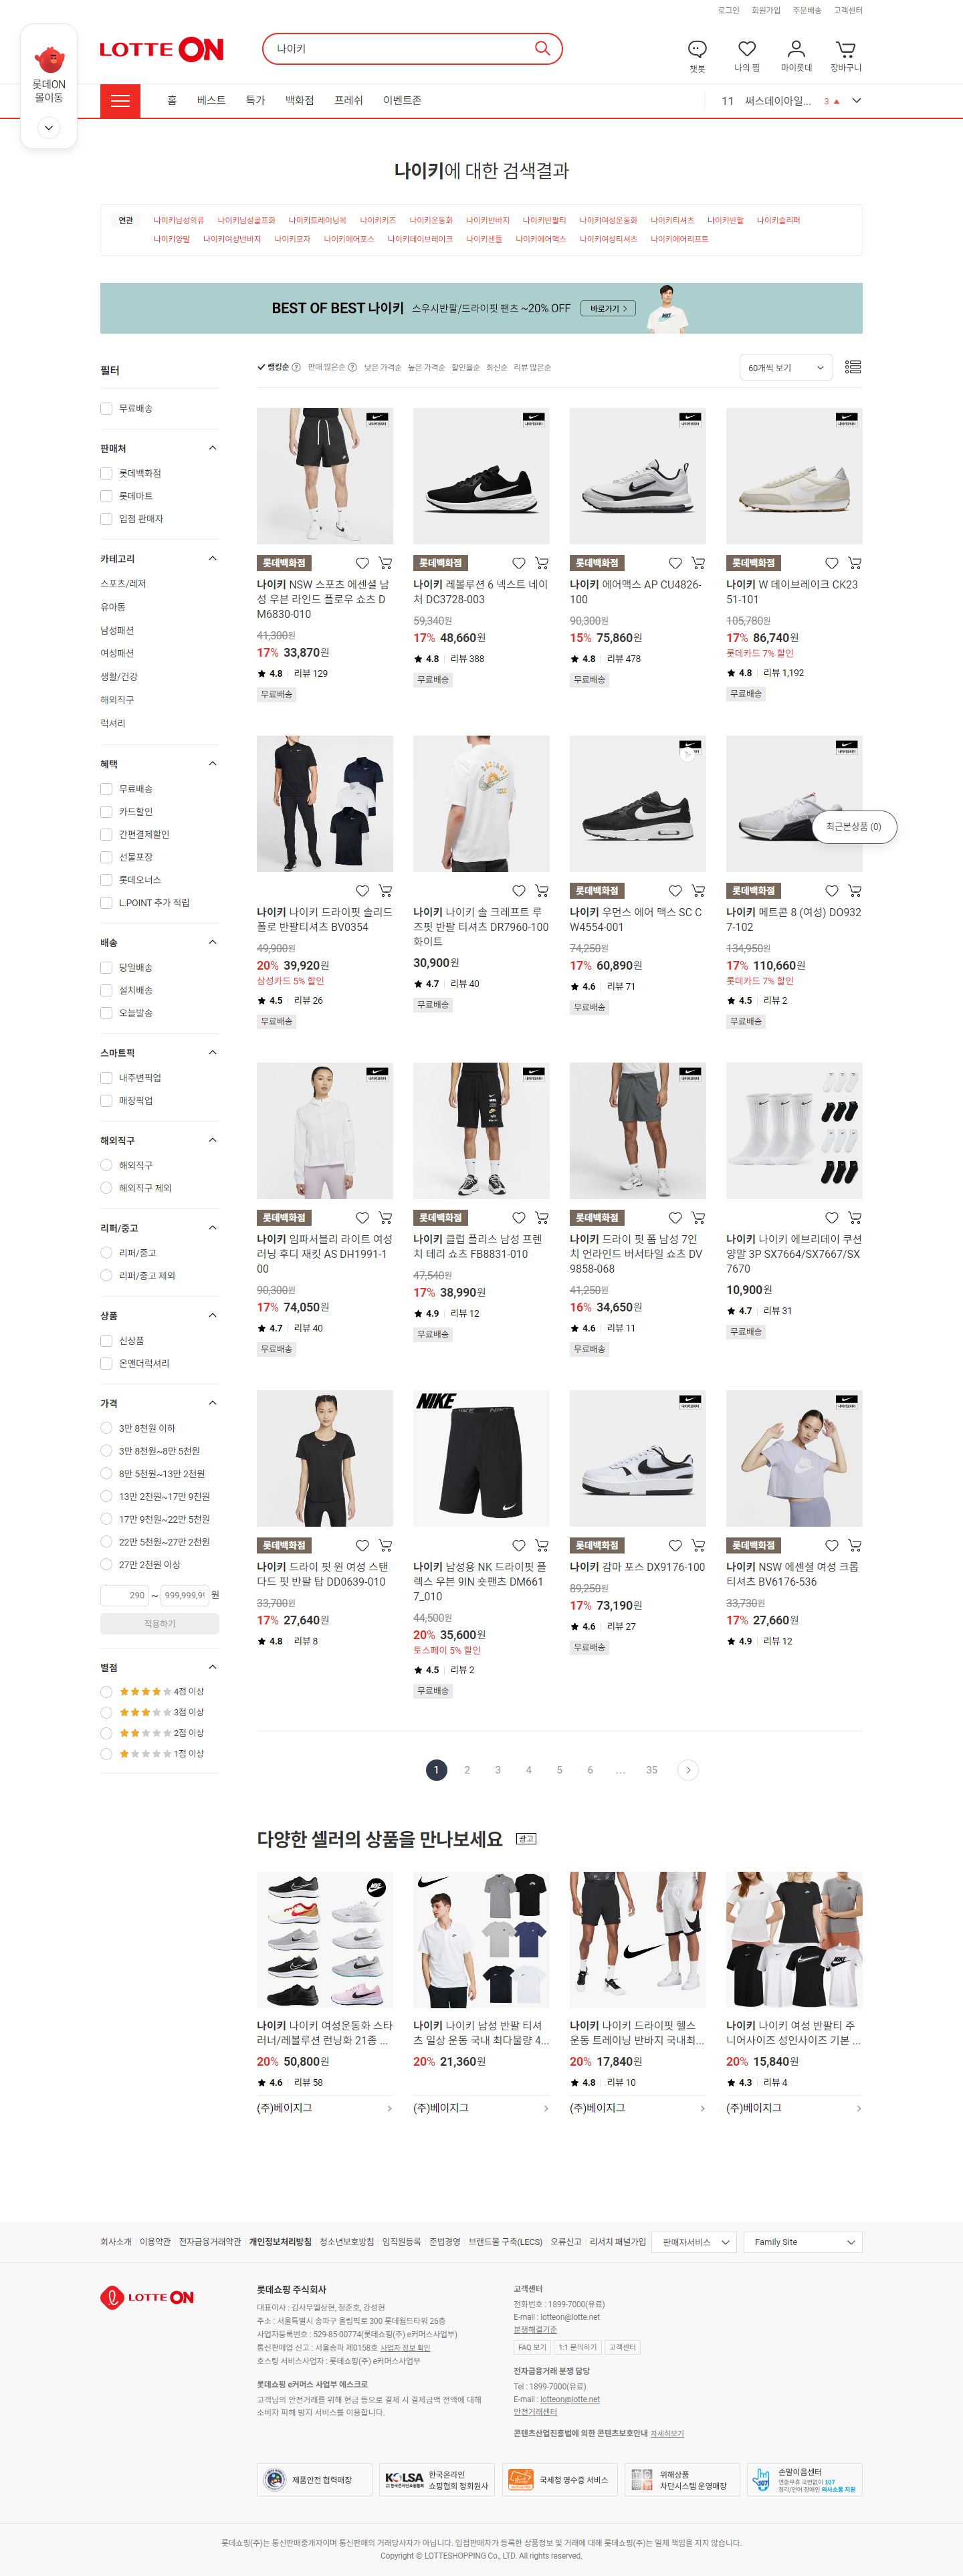 로그인 회원가입 주문배송 고객센터
롯데ON
몰이동
LOTTE ON
나이키
챗봇 나의 찜 마이롯데 장바구니
홈 베스트 특가 백화점 프레쉬 이벤트존
11 써스데이아일... 3
나이키에 대한 검색결과
연관 나이키남성의류 나이키남성골프화 나이키트레이닝복 나이키키즈 나이키운동화 나이키반바지 나이키반팔티 나이키여성운동화 나이키티셔츠 나이키반팔 나이키슬리퍼
나이키양말 나이키여성반바지 나이키모자 나이키에어포스 나이키데이브레이크 나이키샌들 나이키에어맥스 나이키여성티셔츠 나이키에어리프트
BEST OF BEST 나이키 스우시반팔/드라이핏 팬츠 ~20% OFF 바로가기
필터
랭킹순 판매 많은순 낮은 가격순 높은 가격순 할인율순 최신순 리뷰 많은순
60개씩 보기
무료배송
판매처
롯데백화점
롯데마트
입점 판매자
카테고리
스포츠/레저
유아동
남성패션
여성패션
생활/건강
해외직구
럭셔리
혜택
무료배송
카드할인
간편결제할인
선물포장
롯데오너스
L.POINT 추가 적립
배송
당일배송
설치배송
오늘발송
스마트픽
내주변픽업
매장픽업
해외직구
해외직구
해외직구 제외
리퍼/중고
리퍼/중고
리퍼/중고 제외
상품
신상품
온앤더럭셔리
가격
3만 8천원 이하
3만 8천원~8만 5천원
8만 5천원~13만 2천원
13만 2천원~17만 9천원
17만 9천원~22만 5천원
22만 5천원~27만 2천원
27만 2천원 이상
290 ~ 999,999,99 원
적용하기
별점
4점 이상
3점 이상
2점 이상
1점 이상
롯데백화점
나이키 NSW 스포츠 에센셜 남
성 우븐 라인드 플로우 쇼츠 D
M6830-010
41,300원
17% 33,870원
4.8 리뷰 129
무료배송
롯데백화점
나이키 레볼루션 6 넥스트 네이
처 DC3728-003
59,340원
17% 48,660원
4.8 리뷰 388
무료배송
롯데백화점
나이키 에어맥스 AP CU4826-
100
90,300원
15% 75,860원
4.8 리뷰 478
무료배송
롯데백화점
나이키 W 데이브레이크 CK23
51-101
105,780원
17% 86,740원
롯데카드 7% 할인
4.8 리뷰 1,192
무료배송
나이키 나이키 드라이핏 솔리드
폴로 반팔티셔츠 BV0354
49,900원
20% 39,920원
삼성카드 5% 할인
4.5 리뷰 26
무료배송
나이키 나이키 솔 크레프트 루
즈핏 반팔 티셔츠 DR7960-100
화이트
30,900원
4.7 리뷰 40
무료배송
롯데백화점
나이키 우먼스 에어 맥스 SC C
W4554-001
74,250원
17% 60,890원
4.6 리뷰 71
무료배송
최근본상품 (0)
롯데백화점
나이키 메트콘 8 (여성) DO932
7-102
134,950원
17% 110,660원
롯데카드 7% 할인
4.5 리뷰 2
무료배송
롯데백화점
나이키 임파서블리 라이트 여성
러닝 후디 재킷 AS DH1991-1
00
90,300원
17% 74,050원
4.7 리뷰 40
무료배송
롯데백화점
나이키 클럽 플리스 남성 프렌
치 테리 쇼츠 FB8831-010
47,540원
17% 38,990원
4.9 리뷰 12
무료배송
롯데백화점
나이키 드라이 핏 폼 남성 7인
치 언라인드 버서타일 쇼츠 DV
9858-068
41,250원
16% 34,650원
4.6 리뷰 11
무료배송
나이키 나이키 에브리데이 쿠션
양말 3P SX7664/SX7667/SX
7670
10,900원
4.7 리뷰 31
무료배송
롯데백화점
나이키 드라이 핏 원 여성 스탠
다드 핏 반팔 탑 DD0639-010
33,700원
17% 27,640원
4.8 리뷰 8
NIKE
나이키 남성용 NK 드라이핏 플
렉스 우븐 9IN 숏팬츠 DM661
7_010
44,500원
20% 35,600원
토스페이 5% 할인
4.5 리뷰 2
무료배송
롯데백화점
나이키 감마 포스 DX9176-100
89,250원
17% 73,190원
4.6 리뷰 27
무료배송
롯데백화점
나이키 NSW 에센셜 여성 크롭
티셔츠 BV6176-536
33,730원
17% 27,660원
4.9 리뷰 12
1 2 3 4 5 6 ... 35
다양한 셀러의 상품을 만나보세요 광고
나이키 나이키 여성운동화 스타
러너/레볼루션 런닝화 21종 ...
20% 50,800원
4.6 리뷰 58
(주)베이지그
나이키 나이키 남성 반팔 티셔
츠 일상 운동 국내 최다물량 4...
20% 21,360원
(주)베이지그
나이키 나이키 드라이핏 헬스
운동 트레이닝 반바지 국내최...
20% 17,840원
4.8 리뷰 10
(주)베이지그
나이키 나이키 여성 반팔티 주
니어사이즈 성인사이즈 기본 ...
20% 15,840원
4.3 리뷰 4
(주)베이지그
회사소개 이용약관 전자금융거래약관 개인정보처리방침 청소년보호방침 임직원등록 준법경영 브랜드몰 구축(LECS) 오류신고 리서치 패널가입 판매자서비스 Family Site
LOTTE ON
롯데쇼핑 주식회사
대표이사 : 김사무엘상현, 정준호, 강성현
주소 : 서울특별시 송파구 올림픽로 300 롯데월드타워 26층
사업자등록번호 : 529-85-00774(롯데쇼핑(주) e커머스사업부)
통신판매업 신고 : 서울송파 제0158호 사업자 정보 확인
호스팅 서비스사업자 : 롯데쇼핑(주) e커머스사업부
롯데쇼핑 e커머스 사업부 에스크로
고객님의 안전거래를 위해 현금 등으로 결제 시 결제금액 전액에 대해
소비자 피해 방지 서비스를 이용합니다.
고객센터
전화번호 : 1899-7000(유료)
E-mail : lotteon@lotte.net
분쟁해결기준
FAQ 보기 1:1 문의하기 고객센터
전자금융거래 분쟁 담당
Tel : 1899-7000(유료)
E-mail : lotteon@lotte.net
안전거래센터
콘텐츠산업진흥법에 의한 콘텐츠보호안내 자세히보기
제품안전 협력매장
KOLSA 한국온라인
쇼핑협회 정회원사
국세청 영수증 서비스
위해상품
차단시스템 운영매장
107 손말이음센터
연중무휴 국번없이 107
청각/언어 장애인 의사소통 지원
롯데쇼핑(주)는 통신판매중개자이며 통신판매의 거래당사자가 아닙니다. 입점판매자가 등록한 상품정보 및 거래에 대해 롯데쇼핑(주)는 일체 책임을 지지 않습니다.
Copyright © LOTTESHOPPING Co., LTD. All rights reserved.